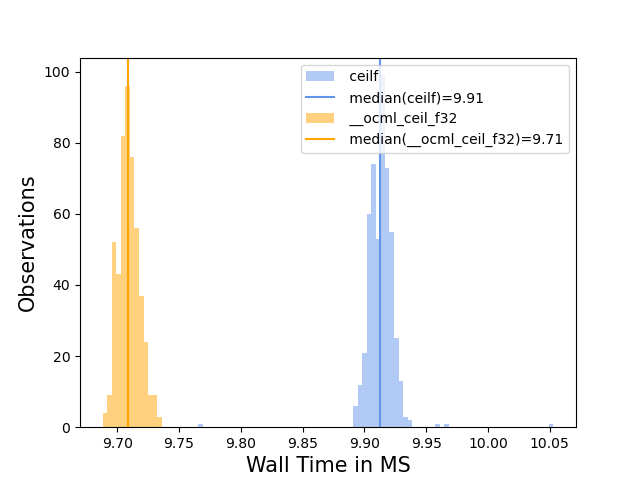 100
80
60
40
20
0
Observations
ceilf
median(ceilf)=9.91
__ocml_ceil_f32
median(__ocml_ceil_f32)=9.71
9.70 9.75 9.80 9.85 9.90 9.95 10.00 10.05
Wall Time in MS